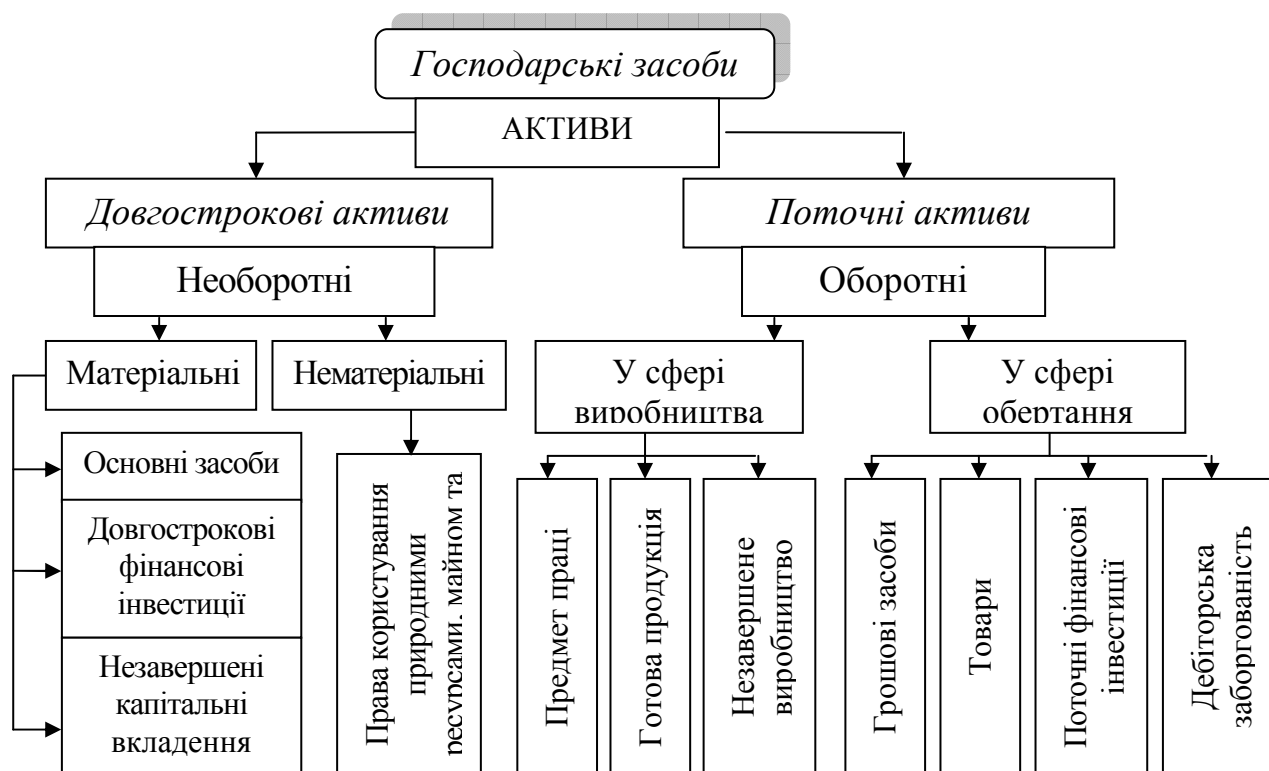 Господарські засоби
АКТИВИ
Довгострокові активи
Поточні активи
Необоротні
Оборотні
Матеріальні
Нематеріальні
У сфері
виробництва
У сфері
обертання
Основні засоби
Довгострокові
фінансові
інвестиції
Незавершені
капітальні
вкладення
Права користування
природними
ресурсами, майном та
Предмет праці
Готова продукція
Незавершене
виробництво
Грошові засоби
Товари
Поточні фінансові
інвестиції
Дебіторська
заборгованість